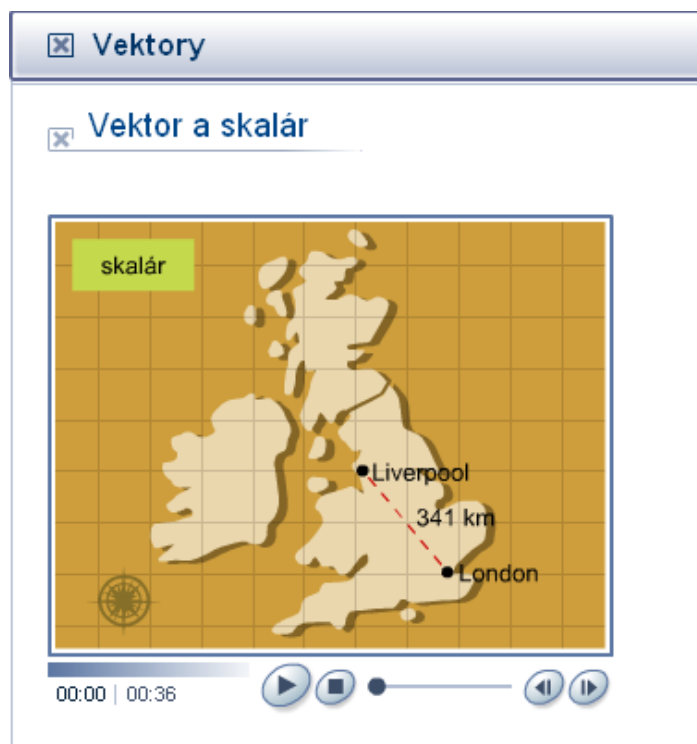 Vektory
Vektor a skalár
skalár
Liverpool
341 km
London
00:00 | 00:36